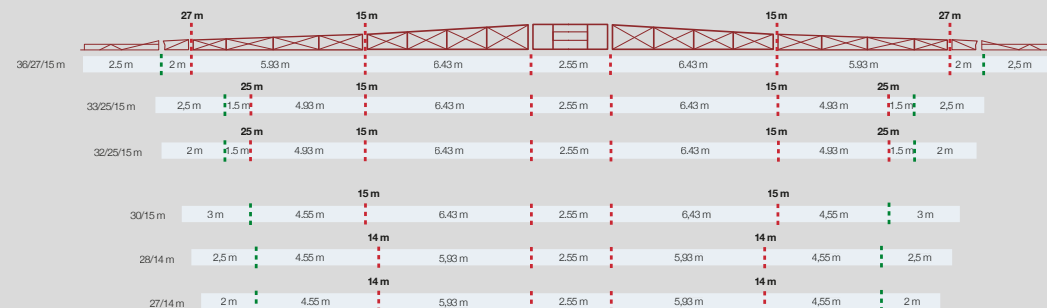 27 m 15 m 15 m 27 m
36/27/15 m 2.5 m 2 m 5.93 m 6.43 m 2.55 m 6.43 m 5.93 m 2 m 2,5 m
25 m 15 m 15 m 25 m
33/25/15 m 2,5 m 1.5 m 4.93 m 6.43 m 2.55 m 6.43 m 4.93 m 1.5 m 2,5 m
25 m 15 m 15 m 25 m
32/25/15 m 2 m 1.5 m 4.93 m 6.43 m 2.55 m 6.43 m 4.93 m 1.5 m 2 m
15 m 15 m
30/15 m 3 m 4.55 m 6.43 m 2.55 m 6,43 m 4,55 m 3 m
14 m 14 m
28/14 m 2,5 m 4.55 m 5,93 m 2.55 m 5,93 m 4,55 m 2,5 m
14 m 14 m
27/14 m 2 m 4.55 m 5,93 m 2.55 m 5,93 m 4,55 m 2 m